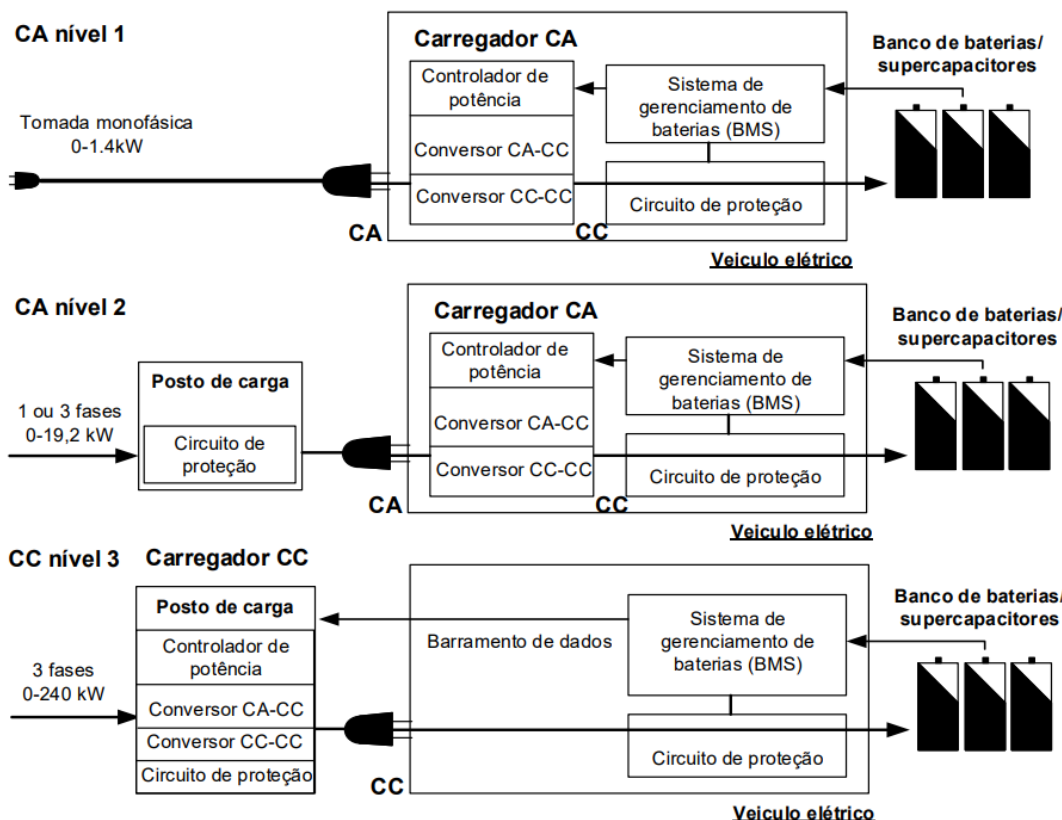 CA nível 1
Carregador CA
Banco de baterias/
supercapacitores
Tomada monofásica
0-1.4kW
Controlador de
potência
Conversor CA-CC
Conversor CC-CC
Sistema de
gerenciamento de
baterias (BMS)
Circuito de proteção
CA
CC
Veiculo elétrico
CA nível 2
Carregador CA
Banco de baterias/
supercapacitores
Posto de carga
1 ou 3 fases
0-19,2 kW
Circuito de
proteção
Controlador de
potência
Conversor CA-CC
Conversor CC-CC
Sistema de
gerenciamento de
baterias (BMS)
Circuito de proteção
CA
CC
Veiculo elétrico
CC nível 3
Carregador CC
Banco de baterias/
supercapacitores
Posto de carga
3 fases
0-240 kW
Controlador de
potência
Conversor CA-CC
Conversor CC-CC
Circuito de proteção
Barramento de dados
Sistema de
gerenciamento de
baterias (BMS)
Circuito de proteção
CC
Veiculo elétrico